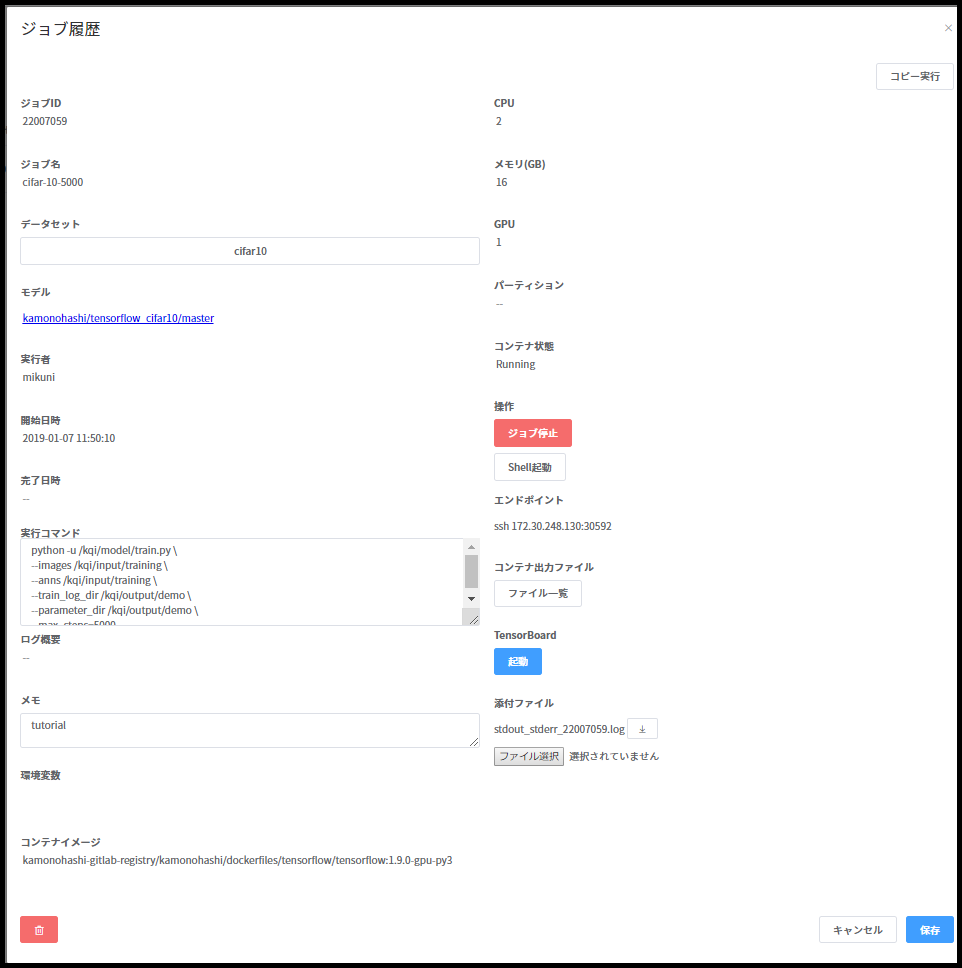 ジョブ履歴
×
コピー実行
ジョブID
22007059
ジョブ名
cifar-10-5000
データセット
cifar10
モデル
kamonohashi/tensorflow_cifar10/master
実行者
mikuni
開始日時
2019-01-07 11:50:10
完了日時
--
実行コマンド
python -u /kqi/model/train.py \
--images /kqi/input/training \
--anns /kqi/input/training \
--train_log_dir /kqi/output/demo \
--parameter_dir /kqi/output/demo \
--max_steps=5000
ログ概要
--
メモ
tutorial
環境変数
コンテナイメージ
kamonohashi-gitlab-registry/kamonohashi/dockerfiles/tensorflow/tensorflow:1.9.0-gpu-py3
CPU
2
メモリ(GB)
16
GPU
1
パーティション
--
コンテナ状態
Running
操作
ジョブ停止
Shell起動
エンドポイント
ssh 172.30.248.130:30592
コンテナ出力ファイル
ファイル一覧
TensorBoard
起動
添付ファイル
stdout_stderr_22007059.log
ファイル選択 選択されていません
キャンセル
保存